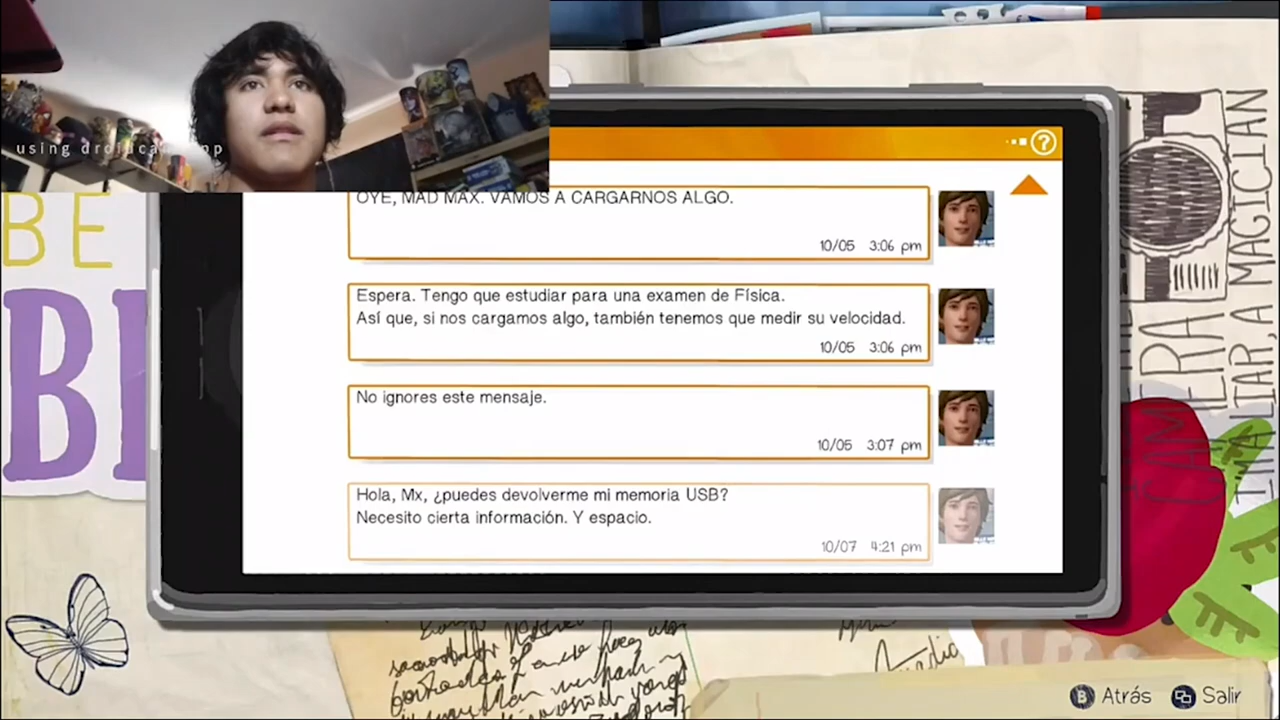 using droidcam app
BE
OYE, MAD MAX. VAMOS A CARGARNOS ALGO.
10/05 3:06 pm
Espera. Tengo que estudiar para una examen de Física.
Así que, si nos cargamos algo, también tenemos que medir su velocidad.
10/05 3:06 pm
No ignores este mensaje.
10/05 3:07 pm
Hola, Mx, ¿puedes devolverme mi memoria USB?
Necesito cierta información. Y espacio.
10/07 4:21 pm
?
CÁMERA
A MAGICIAN
B Atrás
Salir